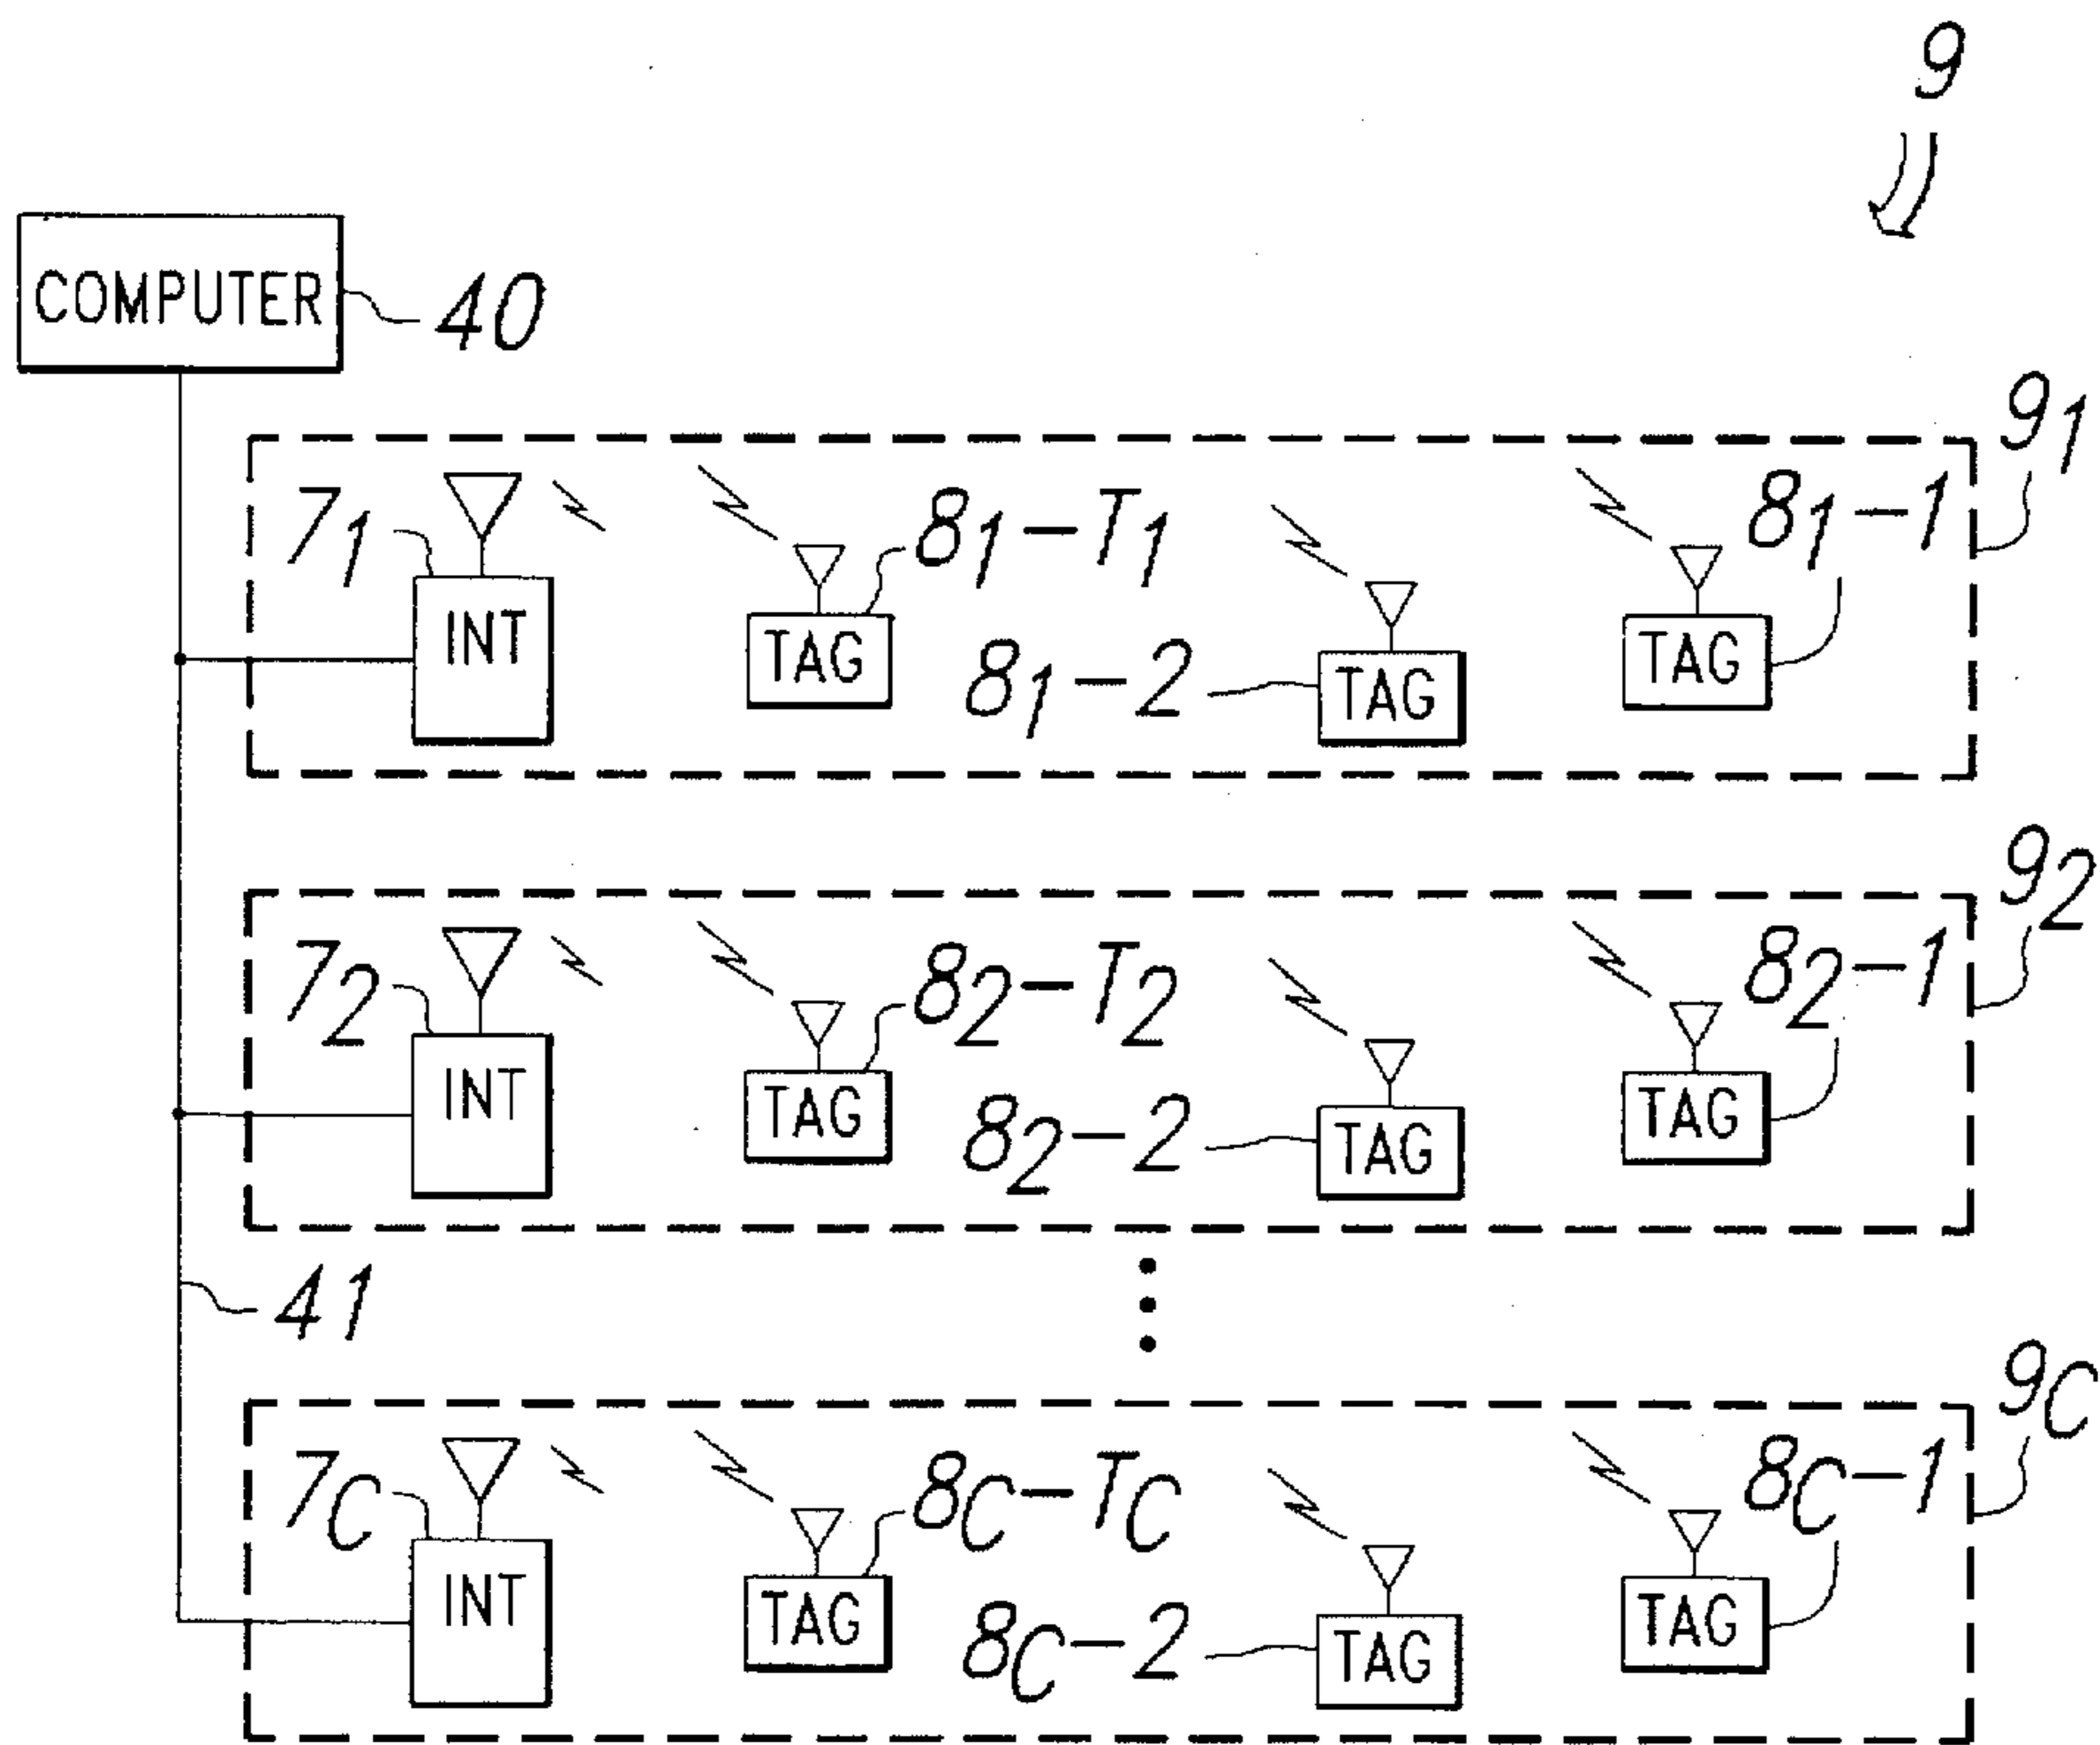 9
COMPUTER
40
9₁
7₁
8₁-T₁
8₁-1
INT
TAG
8₁-2
TAG
TAG
9₂
7₂
8₂-T₂
8₂-1
INT
TAG
8₂-2
TAG
TAG
41
9C
7C
8C-TC
8C-1
INT
TAG
8C-2
TAG
TAG